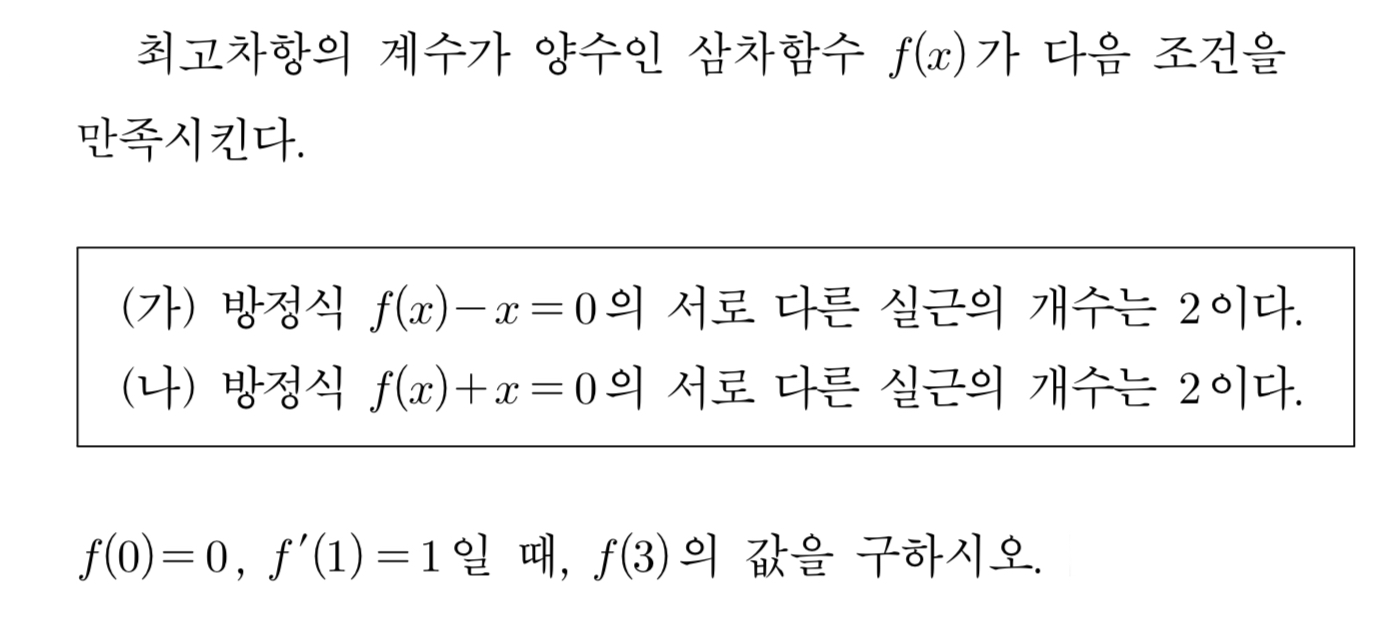 최고차항의 계수가 양수인 삼차함수 f(x)가 다음 조건을
만족시킨다.
(가) 방정식 f(x)-x=0의 서로 다른 실근의 개수는 2이다.
(나) 방정식 f(x)+x=0의 서로 다른 실근의 개수는 2이다.
f(0)=0, f′(1)=1일 때, f(3)의 값을 구하시오.